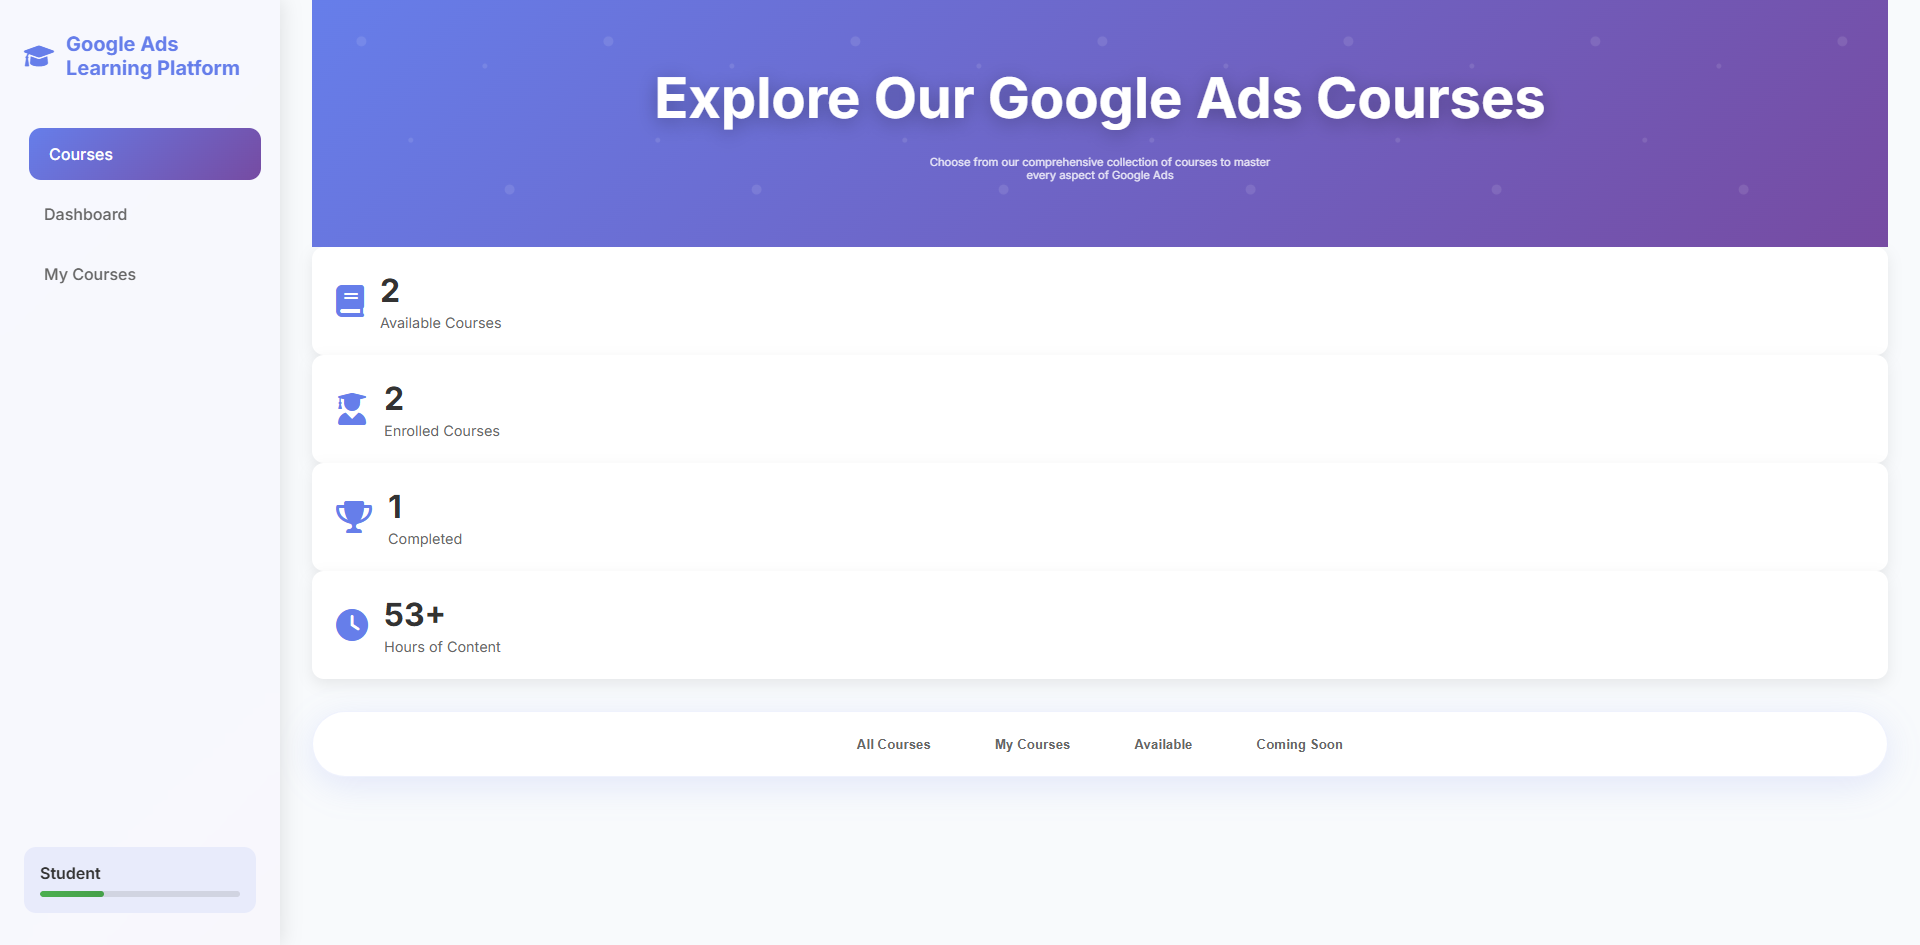 Google Ads
Learning Platform
Courses
Dashboard
My Courses
Student
Explore Our Google Ads Courses
Choose from our comprehensive collection of courses to master
every aspect of Google Ads
2
Available Courses
2
Enrolled Courses
1
Completed
53+
Hours of Content
All Courses
My Courses
Available
Coming Soon